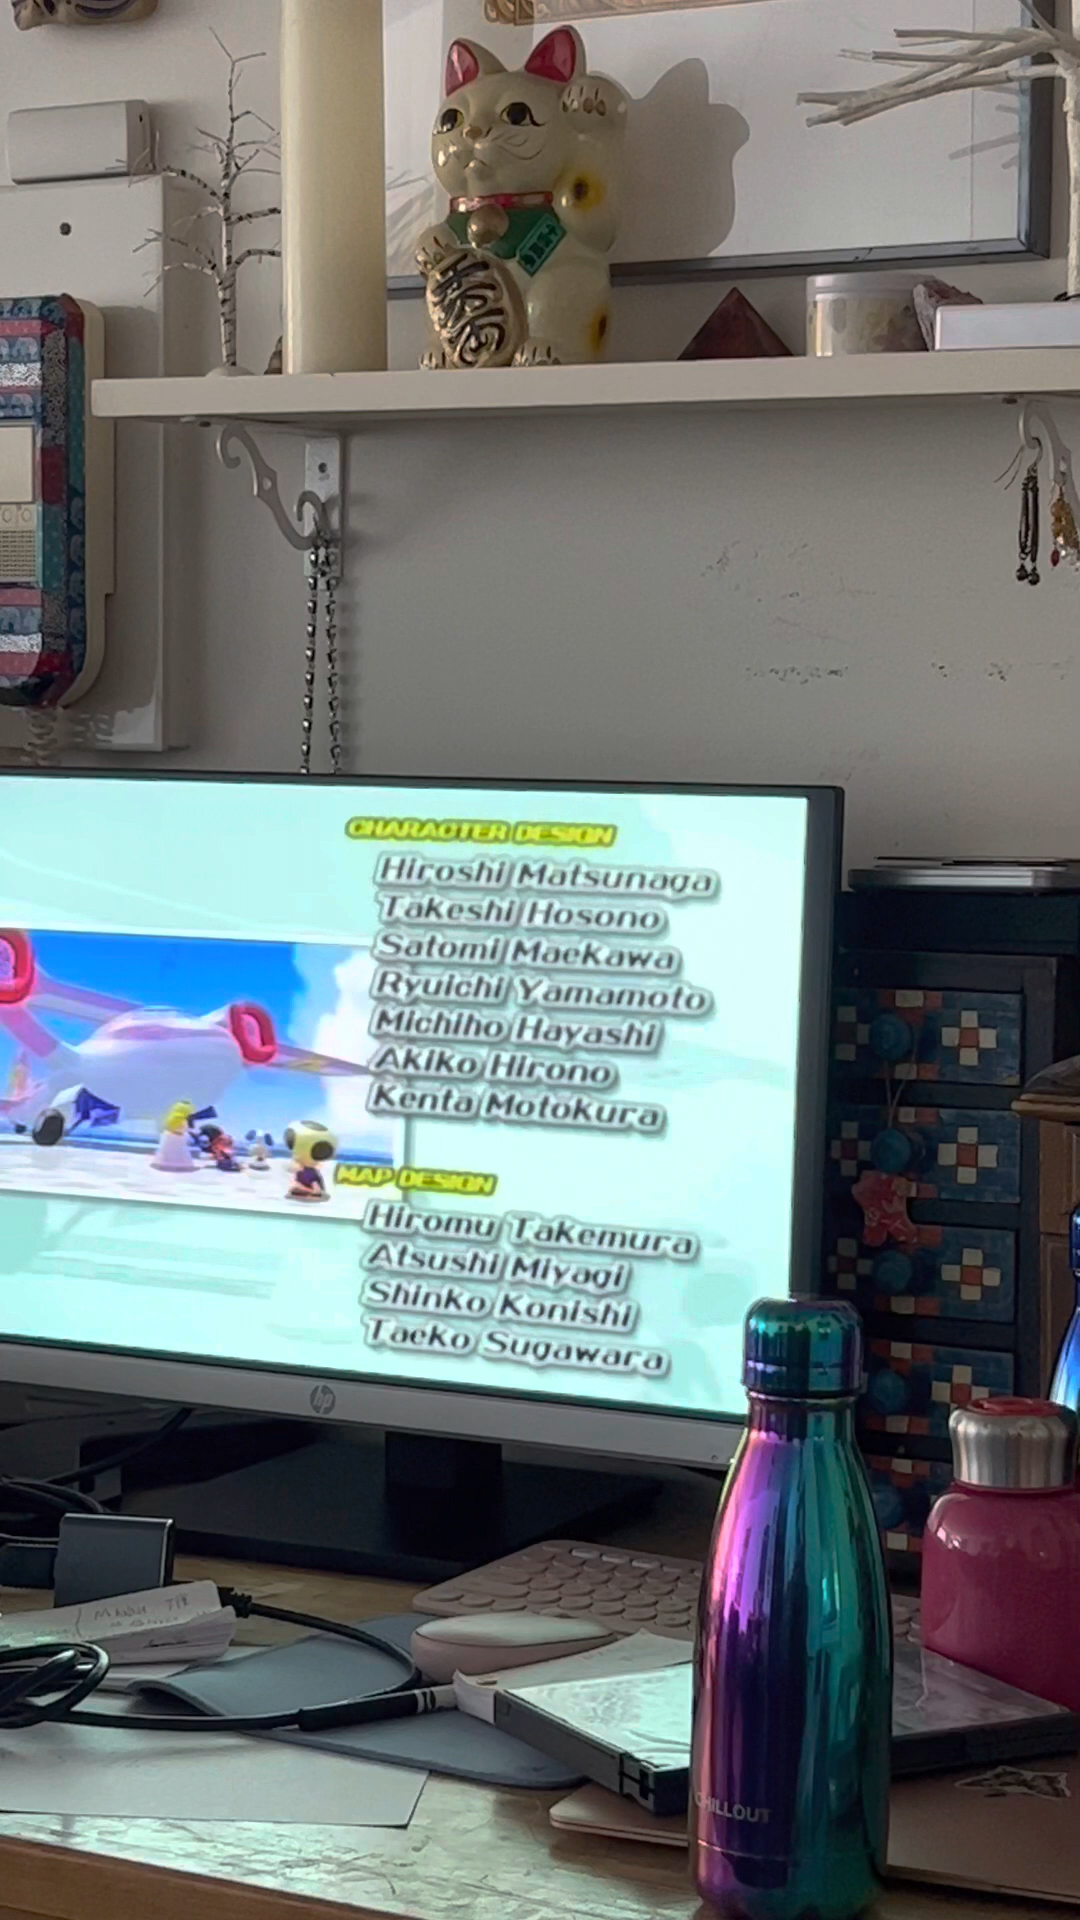 CHARACTER DESIGN
Hiroshi Matsunaga
Takeshi Hosono
Satomi Maekawa
Ryuichi Yamamoto
Michiho Hayashi
Akiko Hirono
Kenta Motokura
MAP DESIGN
Hiromu Takemura
Atsushi Miyagi
Shinko Konishi
Taeko Sugawara
hp
CHILLOUT